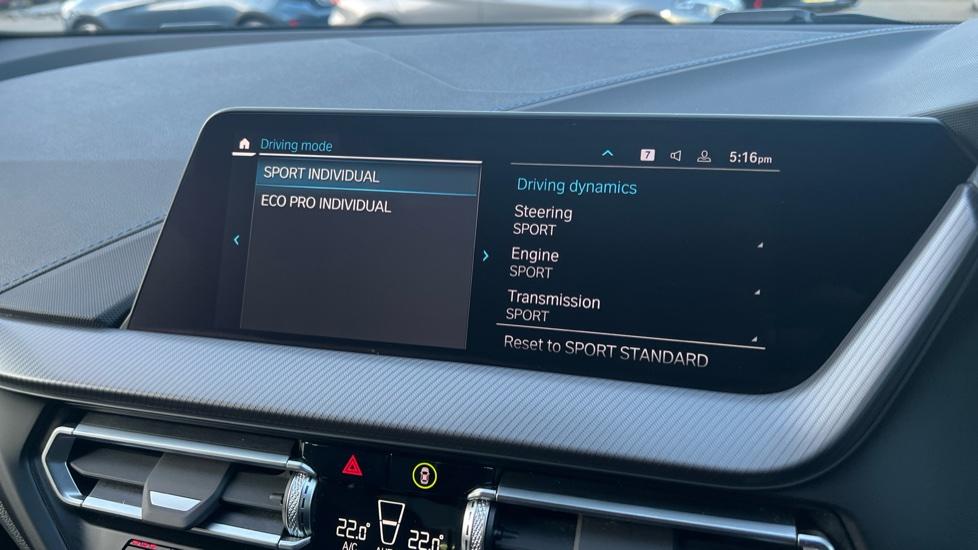 Driving mode
SPORT INDIVIDUAL
ECO PRO INDIVIDUAL
7
5:16pm
Driving dynamics
Steering
SPORT
Engine
SPORT
Transmission
SPORT
Reset to SPORT STANDARD
22.0°
A/C
22.0°